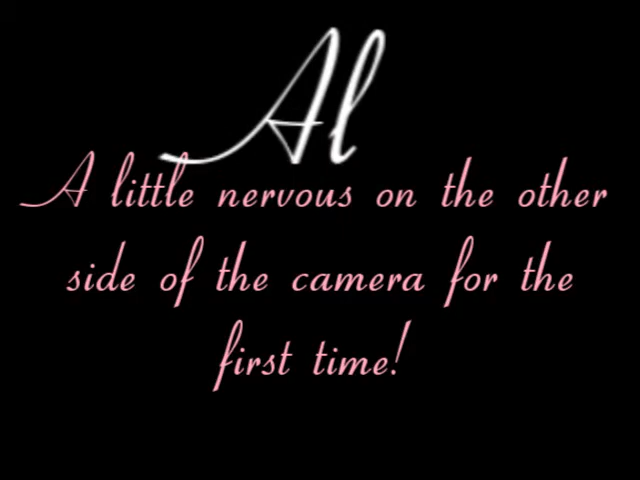 Al
A little nervous on the other
side of the camera for the
first time!